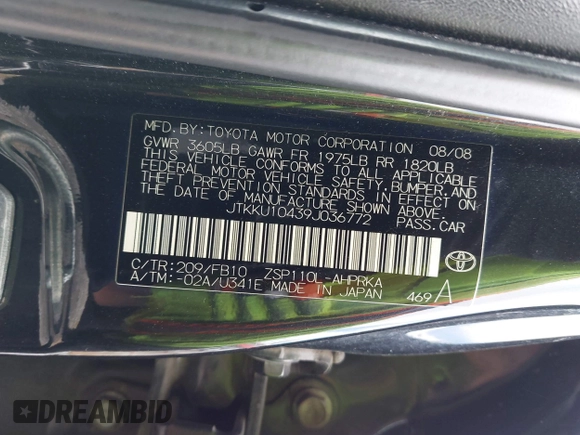 MFD.BY:TOYOTA MOTOR CORPORATION 08/08
GVWR 3605LB GAWR FR 1975LB RR 1820LB
THIS VEHICLE CONFORMS TO ALL APPLICABLE
FEDERAL MOTOR VEHICLE SAFETY,BUMPER,AND
THEFT PREVENTION STANDARDS IN EFFECT
ON THE DATE OF MANUFACTURE SHOWN ABOVE.
JTKKU10439J036772 PASS.CAR
C/TR:209/FB10 ZSP110L-AHPRKA
A/TM:-02A/U341E MADE IN JAPAN 469 A
DREAMBID